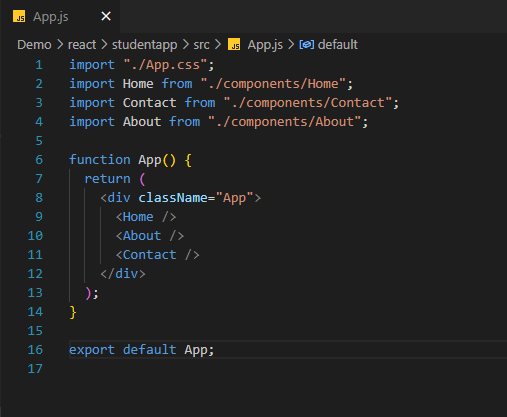 JS App.js ×
Demo > react > studentapp > src > JS App.js > default
1 import "./App.css";
2 import Home from "./components/Home";
3 import Contact from "./components/Contact";
4 import About from "./components/About";
5
6 function App() {
7   return (
8     <div className="App">
9       <Home />
10       <About />
11       <Contact />
12     </div>
13   );
14 }
15
16 export default App;
17